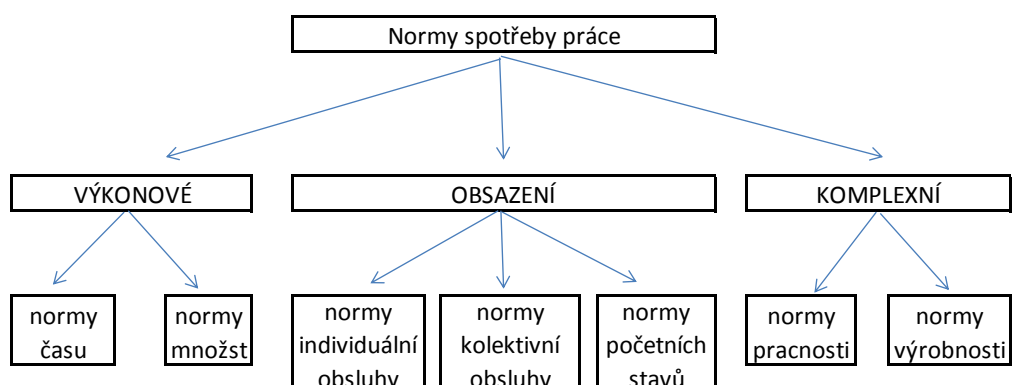 Normy spotřeby práce
VÝKONOVÉ
OBSAZENÍ
KOMPLEXNÍ
normy
času
normy
množst
normy
individuální
obsluhy
normy
kolektivní
obsluhy
normy
početních
stavů
normy
pracnosti
normy
výrobnosti